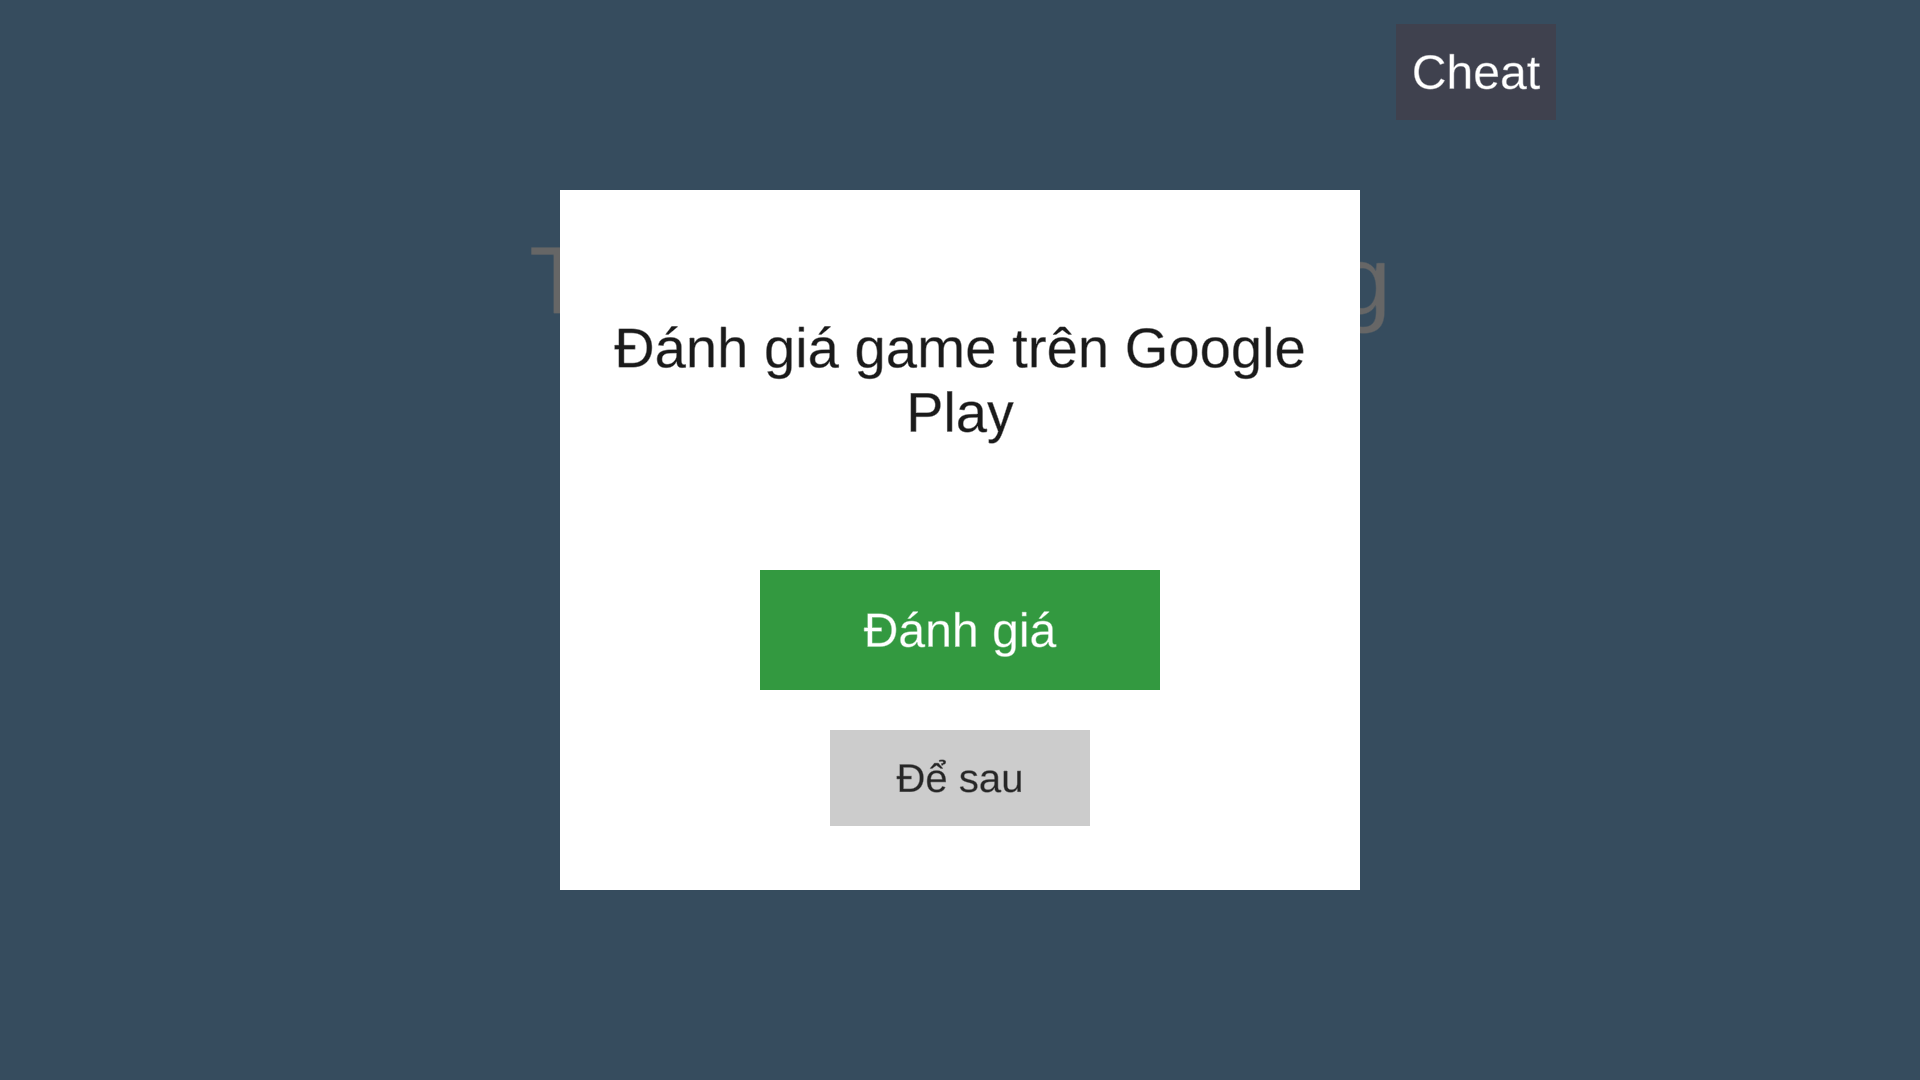 Cheat
Đánh giá game trên Google
Play
Đánh giá
Để sau